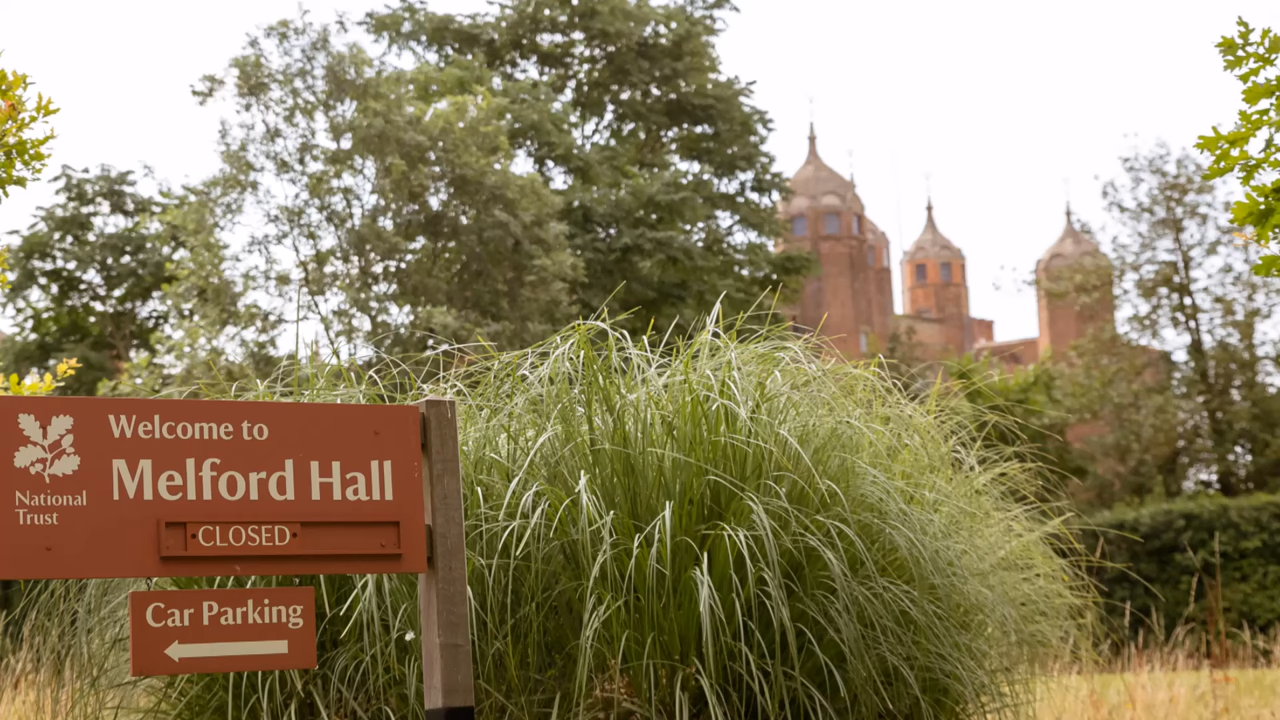 Welcome to
Melford Hall
National
Trust
CLOSED
Car Parking